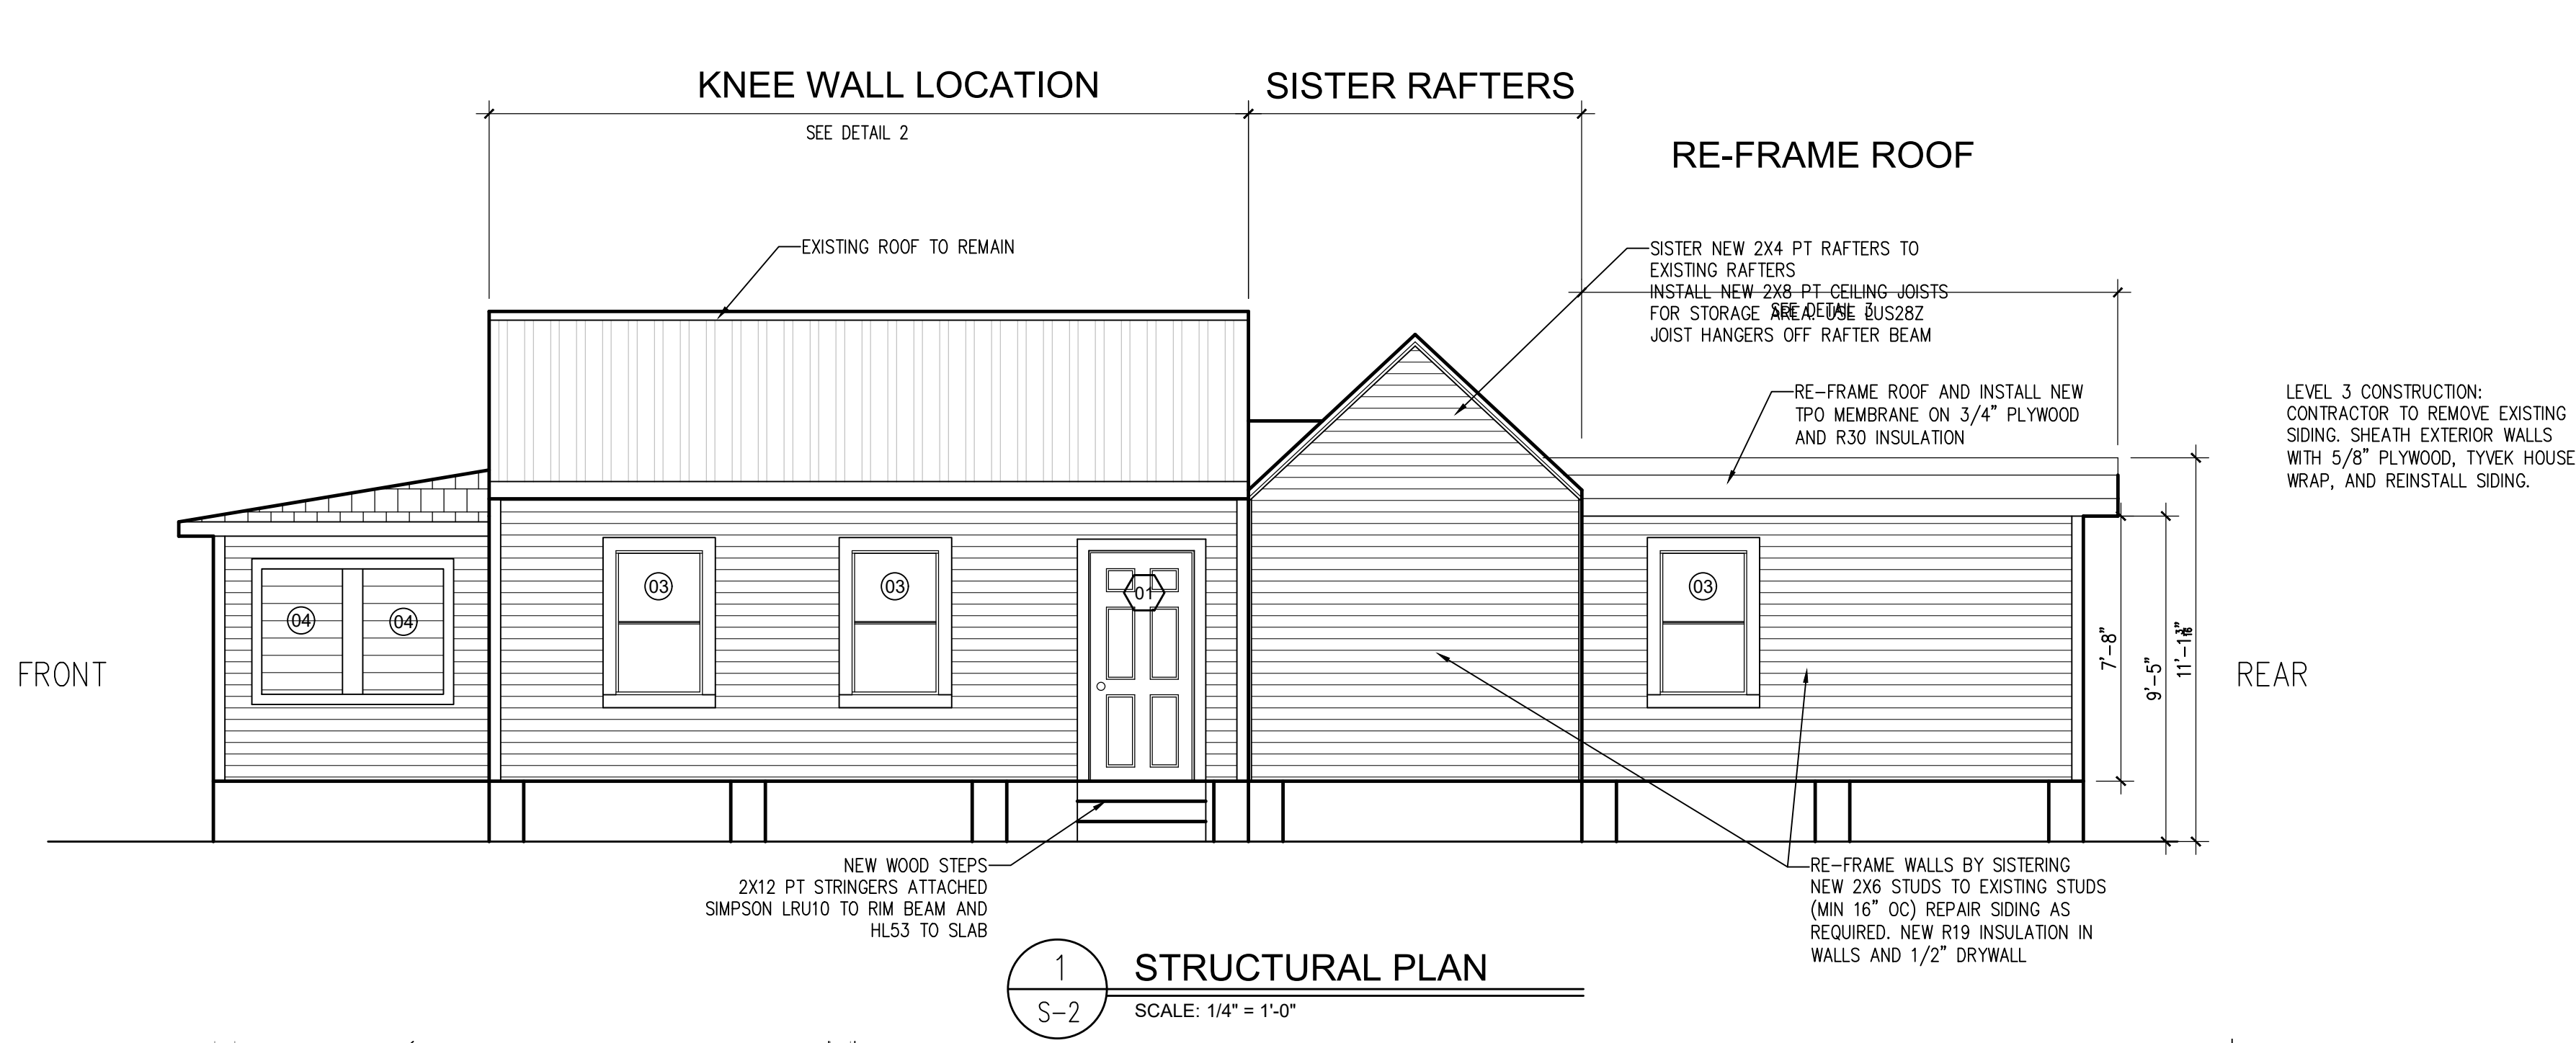 KNEE WALL LOCATION
SEE DETAIL 2
SISTER RAFTERS
RE-FRAME ROOF
EXISTING ROOF TO REMAIN
SISTER NEW 2X4 PT RAFTERS TO
EXISTING RAFTERS
INSTALL NEW 2X8 PT CEILING JOISTS
FOR STORAGE AREA. USE LUS28Z
JOIST HANGERS OFF RAFTER BEAM
SEE DETAIL 3
RE-FRAME ROOF AND INSTALL NEW
TPO MEMBRANE ON 3/4" PLYWOOD
AND R30 INSULATION
LEVEL 3 CONSTRUCTION:
CONTRACTOR TO REMOVE EXISTING
SIDING. SHEATH EXTERIOR WALLS
WITH 5/8" PLYWOOD, TYVEK HOUSE
WRAP, AND REINSTALL SIDING.
FRONT
04
04
03
03
01
03
7'-8"
9'-5"
11'-1 3/16"
REAR
NEW WOOD STEPS
2X12 PT STRINGERS ATTACHED
SIMPSON LRU10 TO RIM BEAM AND
HL53 TO SLAB
RE-FRAME WALLS BY SISTERING
NEW 2X6 STUDS TO EXISTING STUDS
(MIN 16" OC) REPAIR SIDING AS
REQUIRED. NEW R19 INSULATION IN
WALLS AND 1/2" DRYWALL
1
S-2
STRUCTURAL PLAN
SCALE: 1/4" = 1'-0"